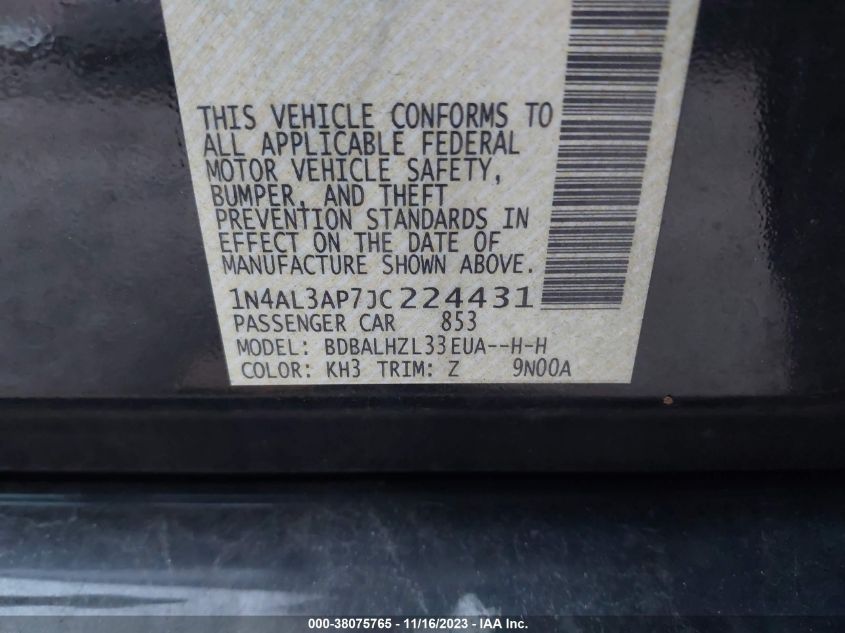 THIS VEHICLE CONFORMS TO
ALL APPLICABLE FEDERAL
MOTOR VEHICLE SAFETY,
BUMPER, AND THEFT
PREVENTION STANDARDS IN
EFFECT ON THE DATE OF
MANUFACTURE SHOWN ABOVE.
1N4AL3AP7JC224431
PASSENGER CAR 853
MODEL: BDBALHZL33EUA--H-H
COLOR: KH3 TRIM: Z 9N00A
000-38075765 - 11/16/2023 - IAA Inc.